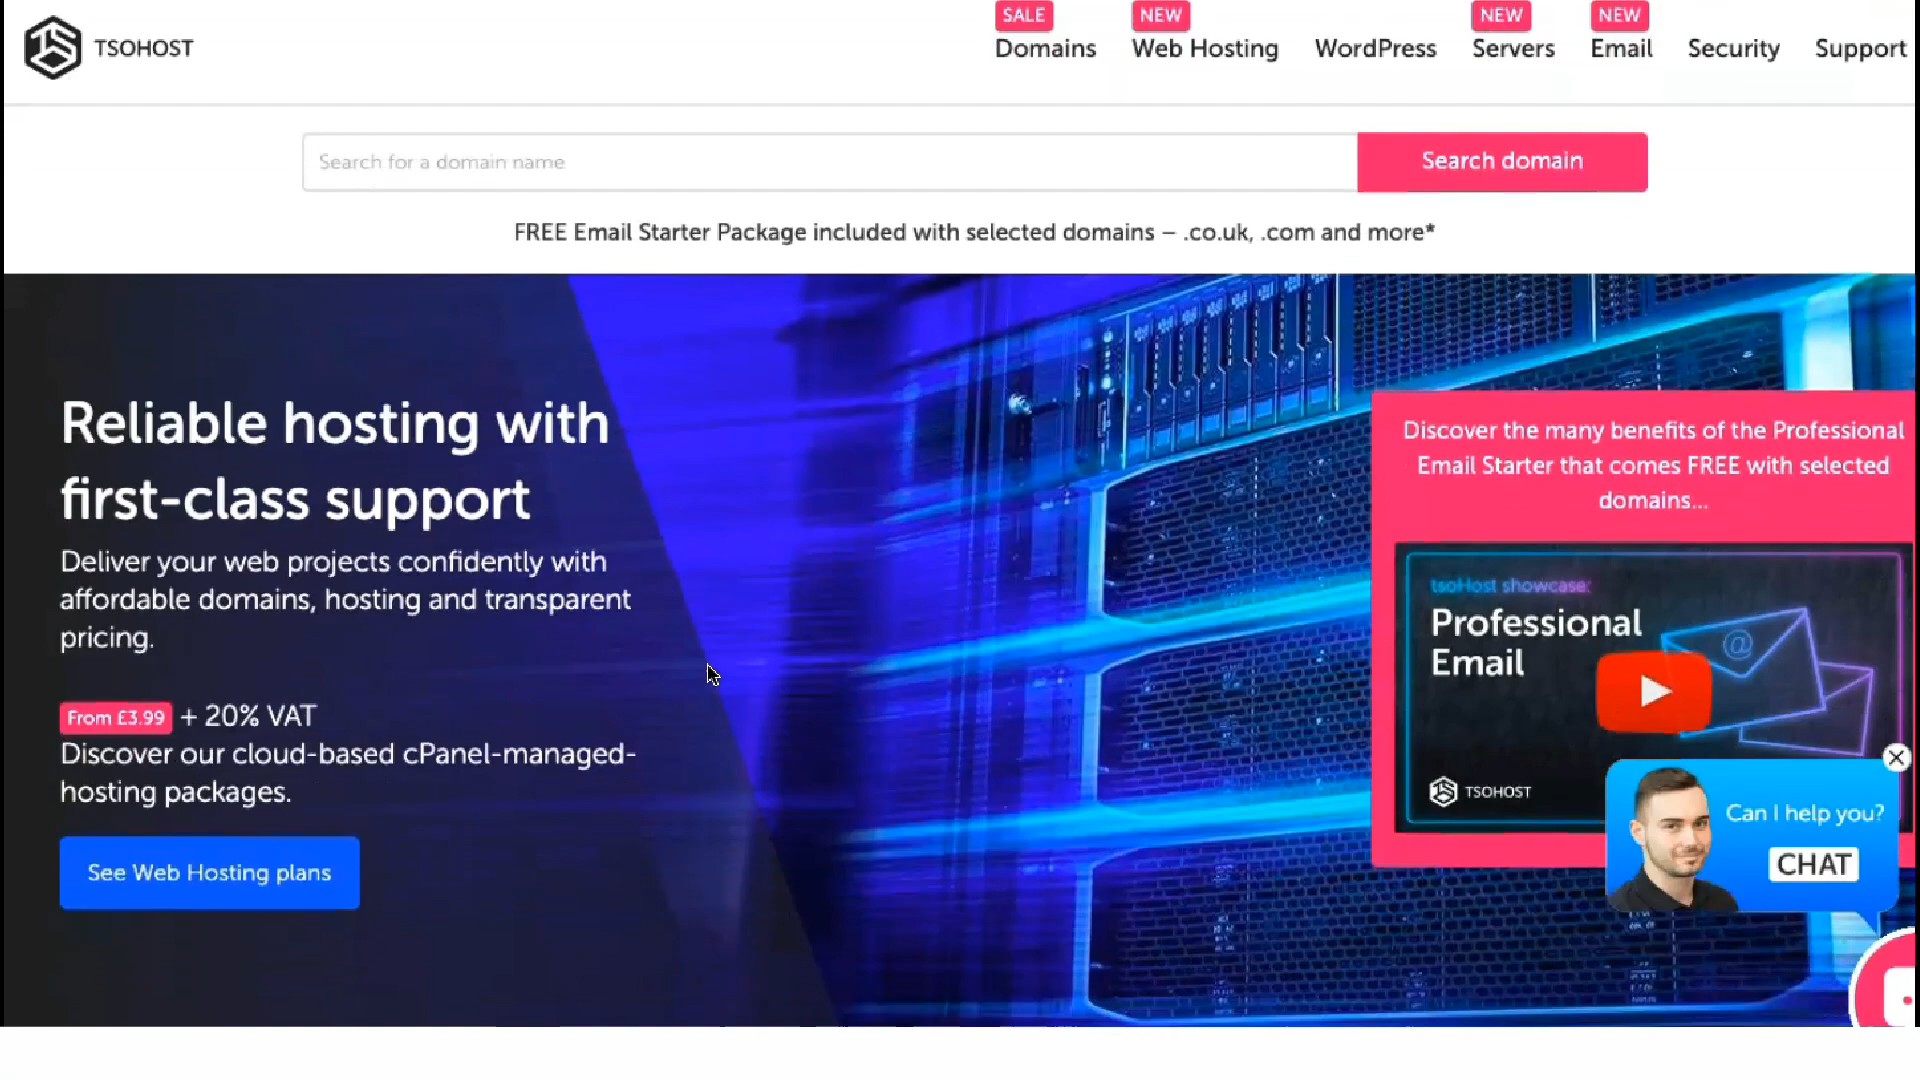 TSOHOST
SALE
Domains
NEW
Web Hosting
WordPress
NEW
Servers
NEW
Email
Security
Support
Search for a domain name
Search domain
FREE Email Starter Package included with selected domains – .co.uk, .com and more*
Reliable hosting with
first-class support
Deliver your web projects confidently with
affordable domains, hosting and transparent
pricing.
From £3.99 + 20% VAT
Discover our cloud-based cPanel-managed-
hosting packages.
See Web Hosting plans
Discover the many benefits of the Professional
Email Starter that comes FREE with selected
domains...
tsoHost showcase:
Professional
Email
@
TSOHOST
Can I help you?
CHAT